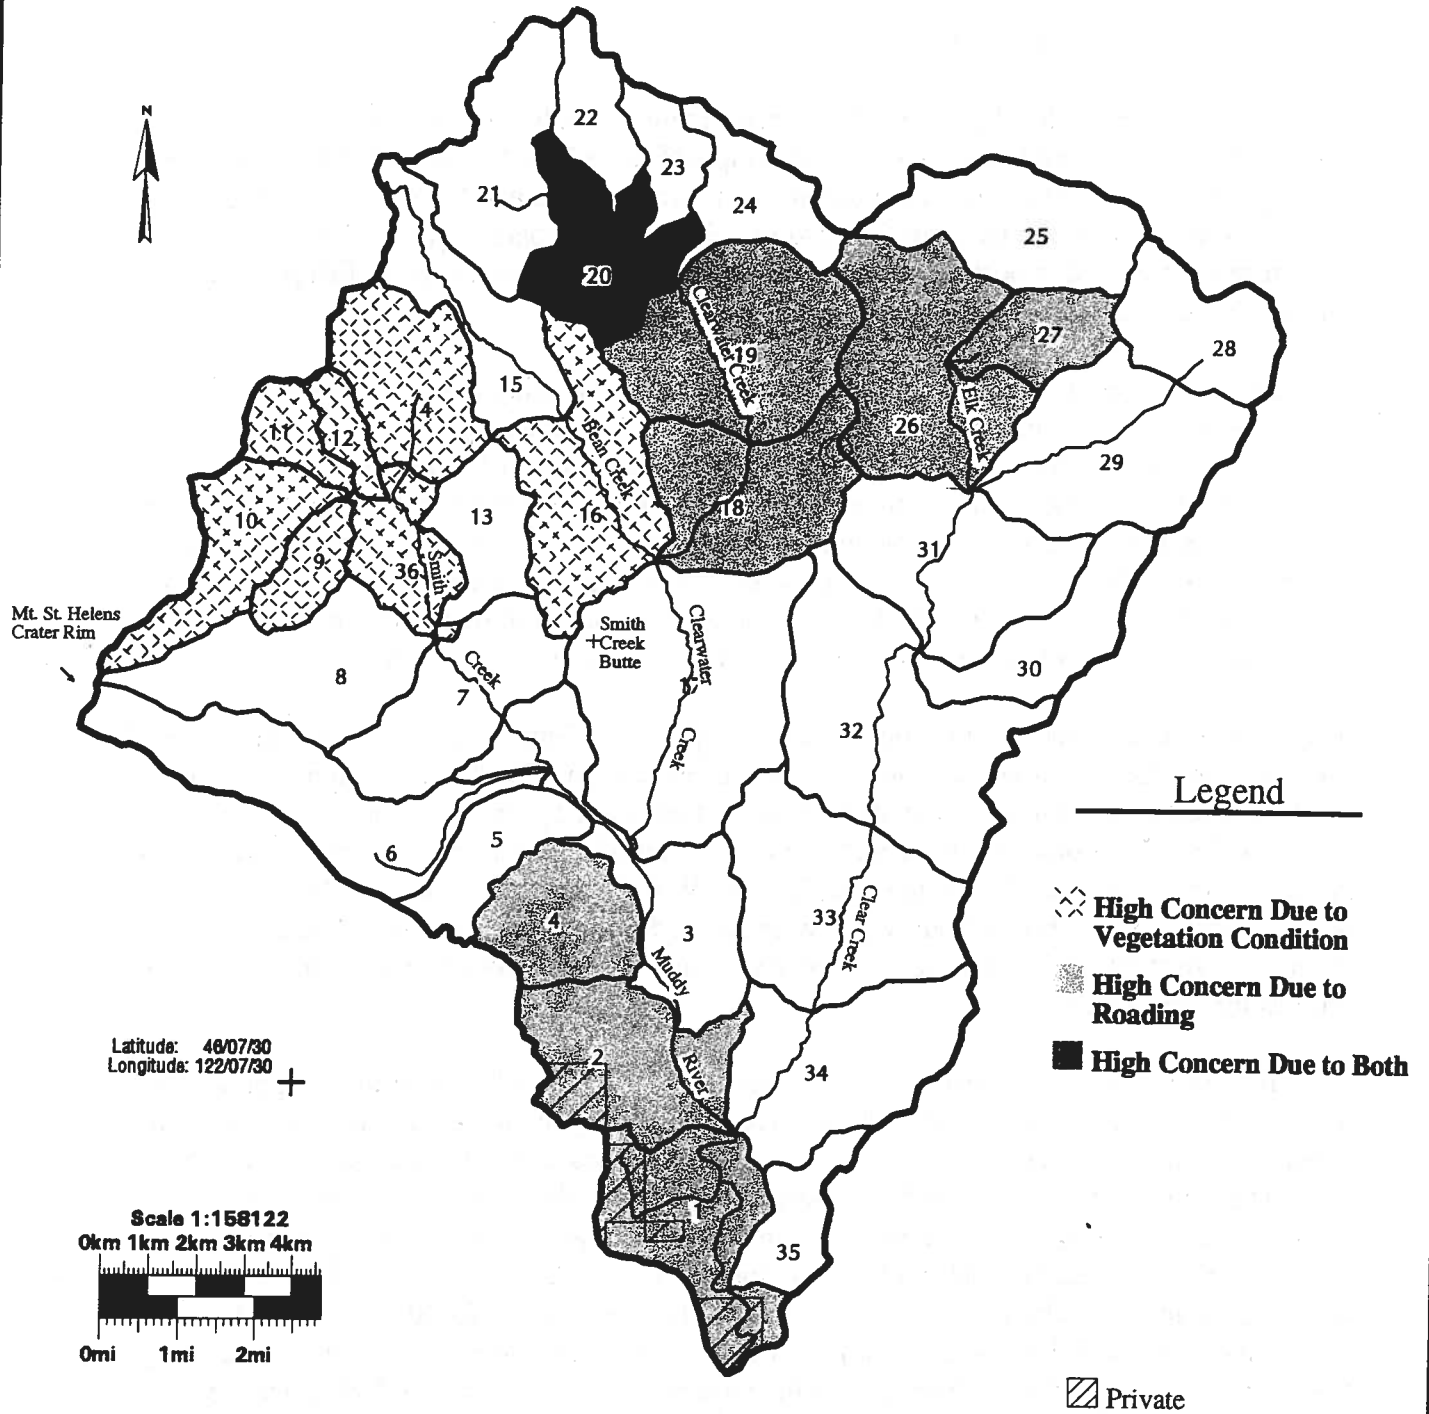 N
22
23
21
24
25
20
Clearwater Creek
19
27
28
15
4
11
12
Bean Creek
26
Elk Creek
29
10
13
16
18
9
36
Smith
31
Mt. St. Helens
Crater Rim
Smith
+Creek
Butte
Clearwater
Creek
8
7
Creek
30
32
Legend
5
6
4
3
33
Clear Creek
Muddy
High Concern Due to
Vegetation Condition
High Concern Due to
Roading
High Concern Due to Both
Latitude: 46/07/30
Longitude: 122/07/30
2
River
34
1
35
Scale 1:158122
0km 1km 2km 3km 4km
0mi 1mi 2mi
Private